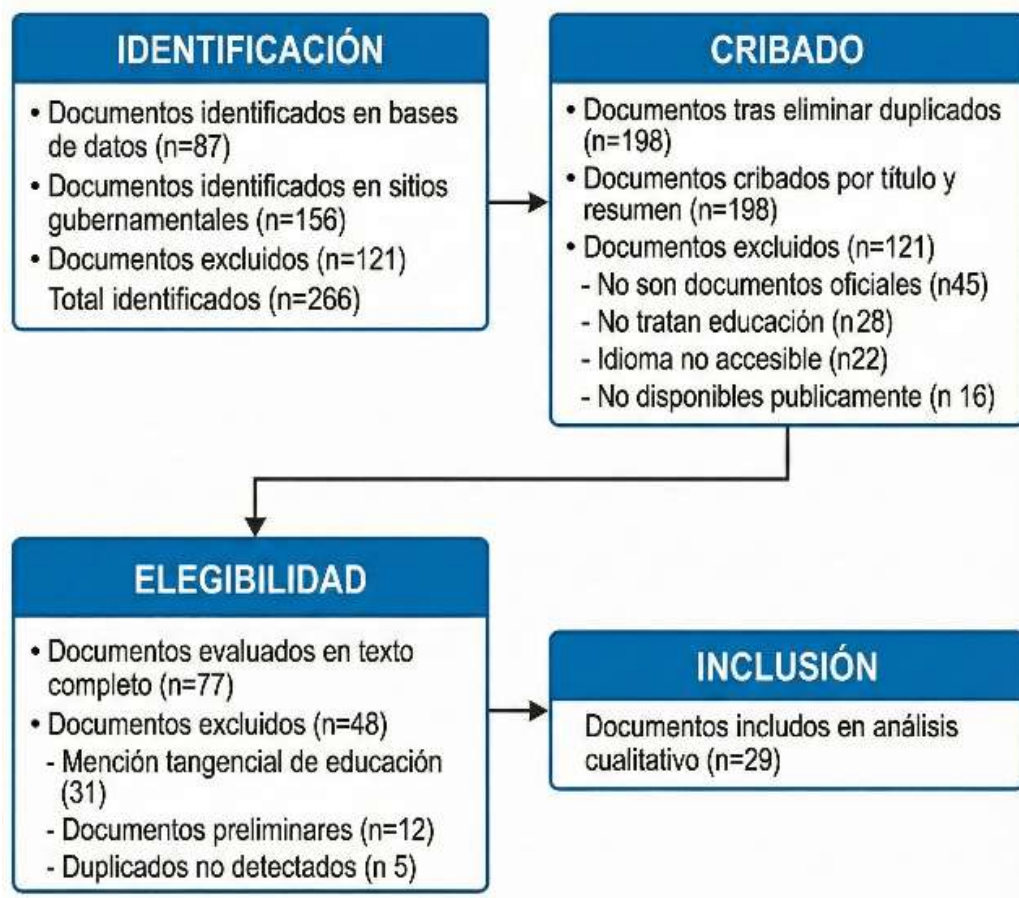 IDENTIFICACIÓN
• Documentos identificados en bases
de datos (n=87)
• Documentos identificados en sitios
gubernamentales (n=156)
• Documentos excluidos (n=121)
Total identificados (n=266)
CRIBADO
• Documentos tras eliminar duplicados
(n=198)
• Documentos cribados por título y
resumen (n=198)
• Documentos excluidos (n=121)
- No son documentos oficiales (n45)
- No tratan educación (n28)
- Idioma no accesible (n22)
- No disponibles publicamente (n 16)
ELEGIBILIDAD
• Documentos evaluados en texto
completo (n=77)
• Documentos excluidos (n=48)
- Mención tangencial de educación
(31)
- Documentos preliminares (n=12)
- Duplicados no detectados (n 5)
INCLUSIÓN
Documentos includos en análisis
cualitativo (n=29)